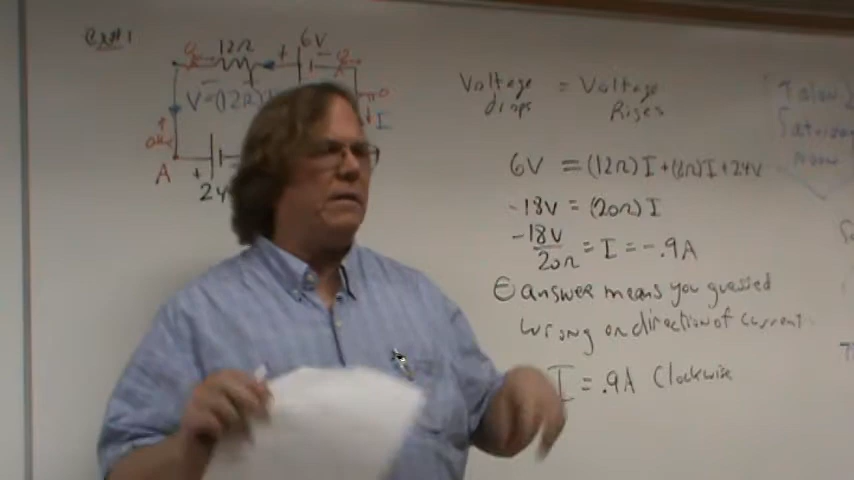 12Ω
6V
V=(12Ω)
I
A
+
Voltage drops = Voltage Rises
6V = (12Ω)I + (8Ω)I + 24V
-18V = (20Ω)I
-18V/20Ω = I = -.9A
⊖ answer means you guessed
wrong on direction of current
I = .9A Clockwise